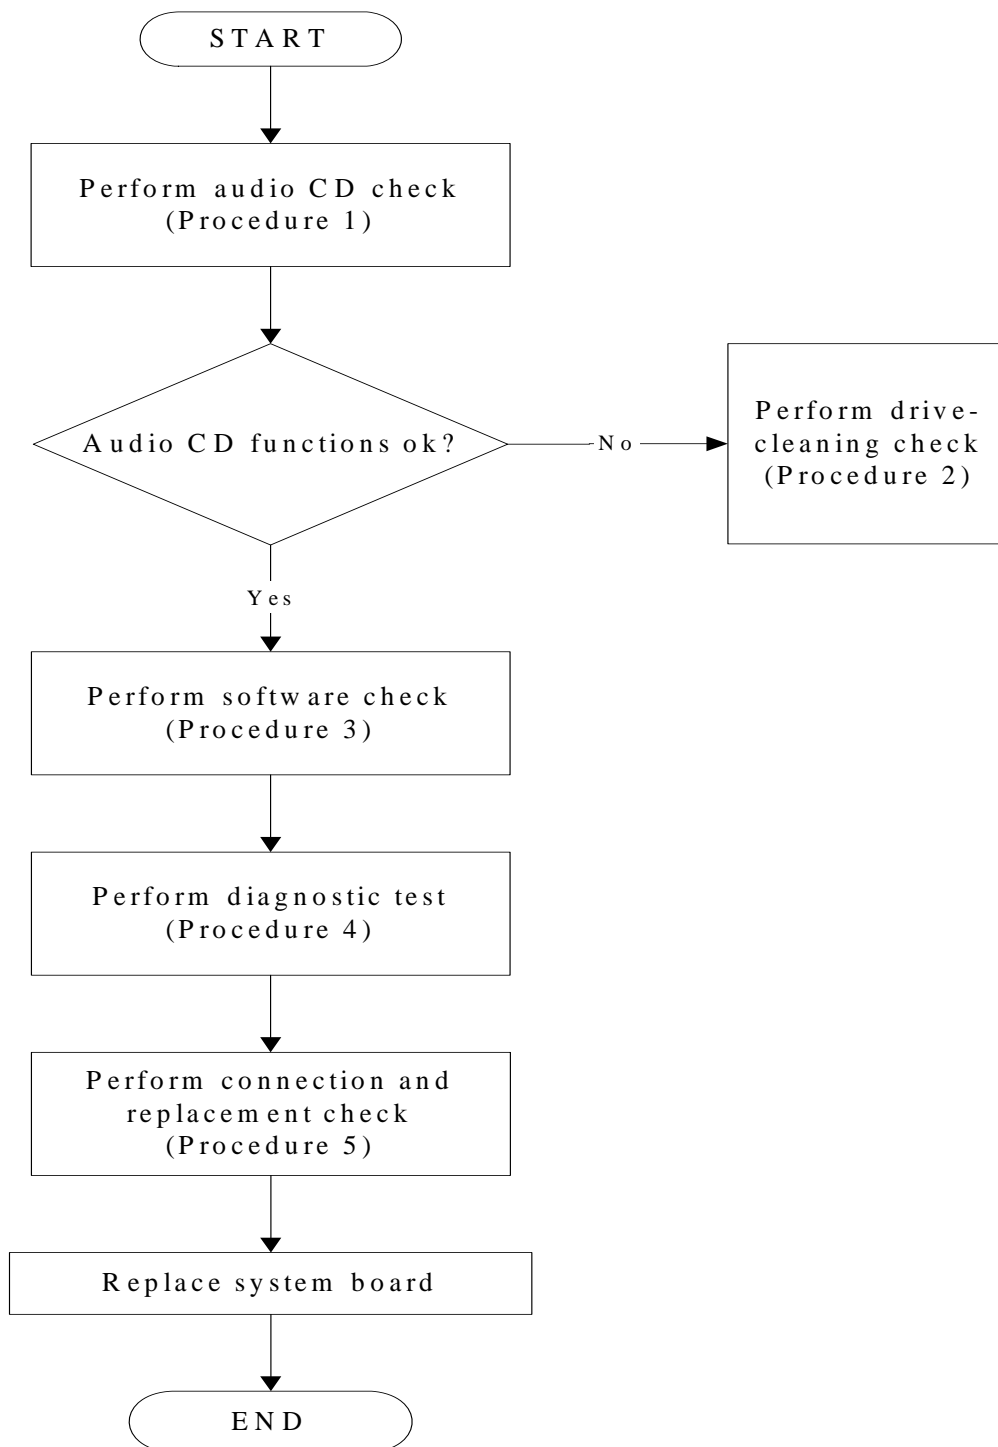 START
Perform audio CD check
(Procedure 1)
Audio CD functions ok?
No
Perform drive-
cleaning check
(Procedure 2)
Yes
Perform software check
(Procedure 3)
Perform diagnostic test
(Procedure 4)
Perform connection and
replacement check
(Procedure 5)
Replace system board
END